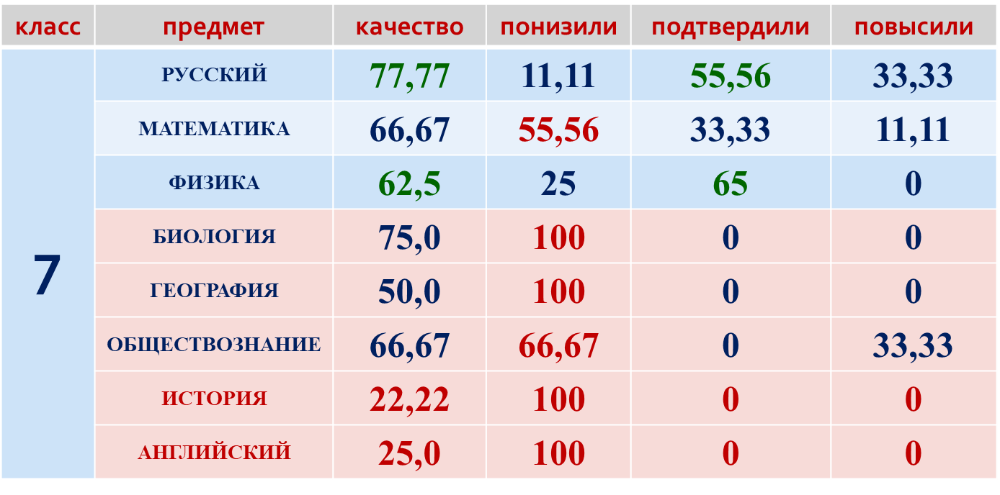 класс предмет качество понизили подтвердили повысили
7
РУССКИЙ 77,77 11,11 55,56 33,33
МАТЕМАТИКА 66,67 55,56 33,33 11,11
ФИЗИКА 62,5 25 65 0
БИОЛОГИЯ 75,0 100 0 0
ГЕОГРАФИЯ 50,0 100 0 0
ОБЩЕСТВОЗНАНИЕ 66,67 66,67 0 33,33
ИСТОРИЯ 22,22 100 0 0
АНГЛИЙСКИЙ 25,0 100 0 0